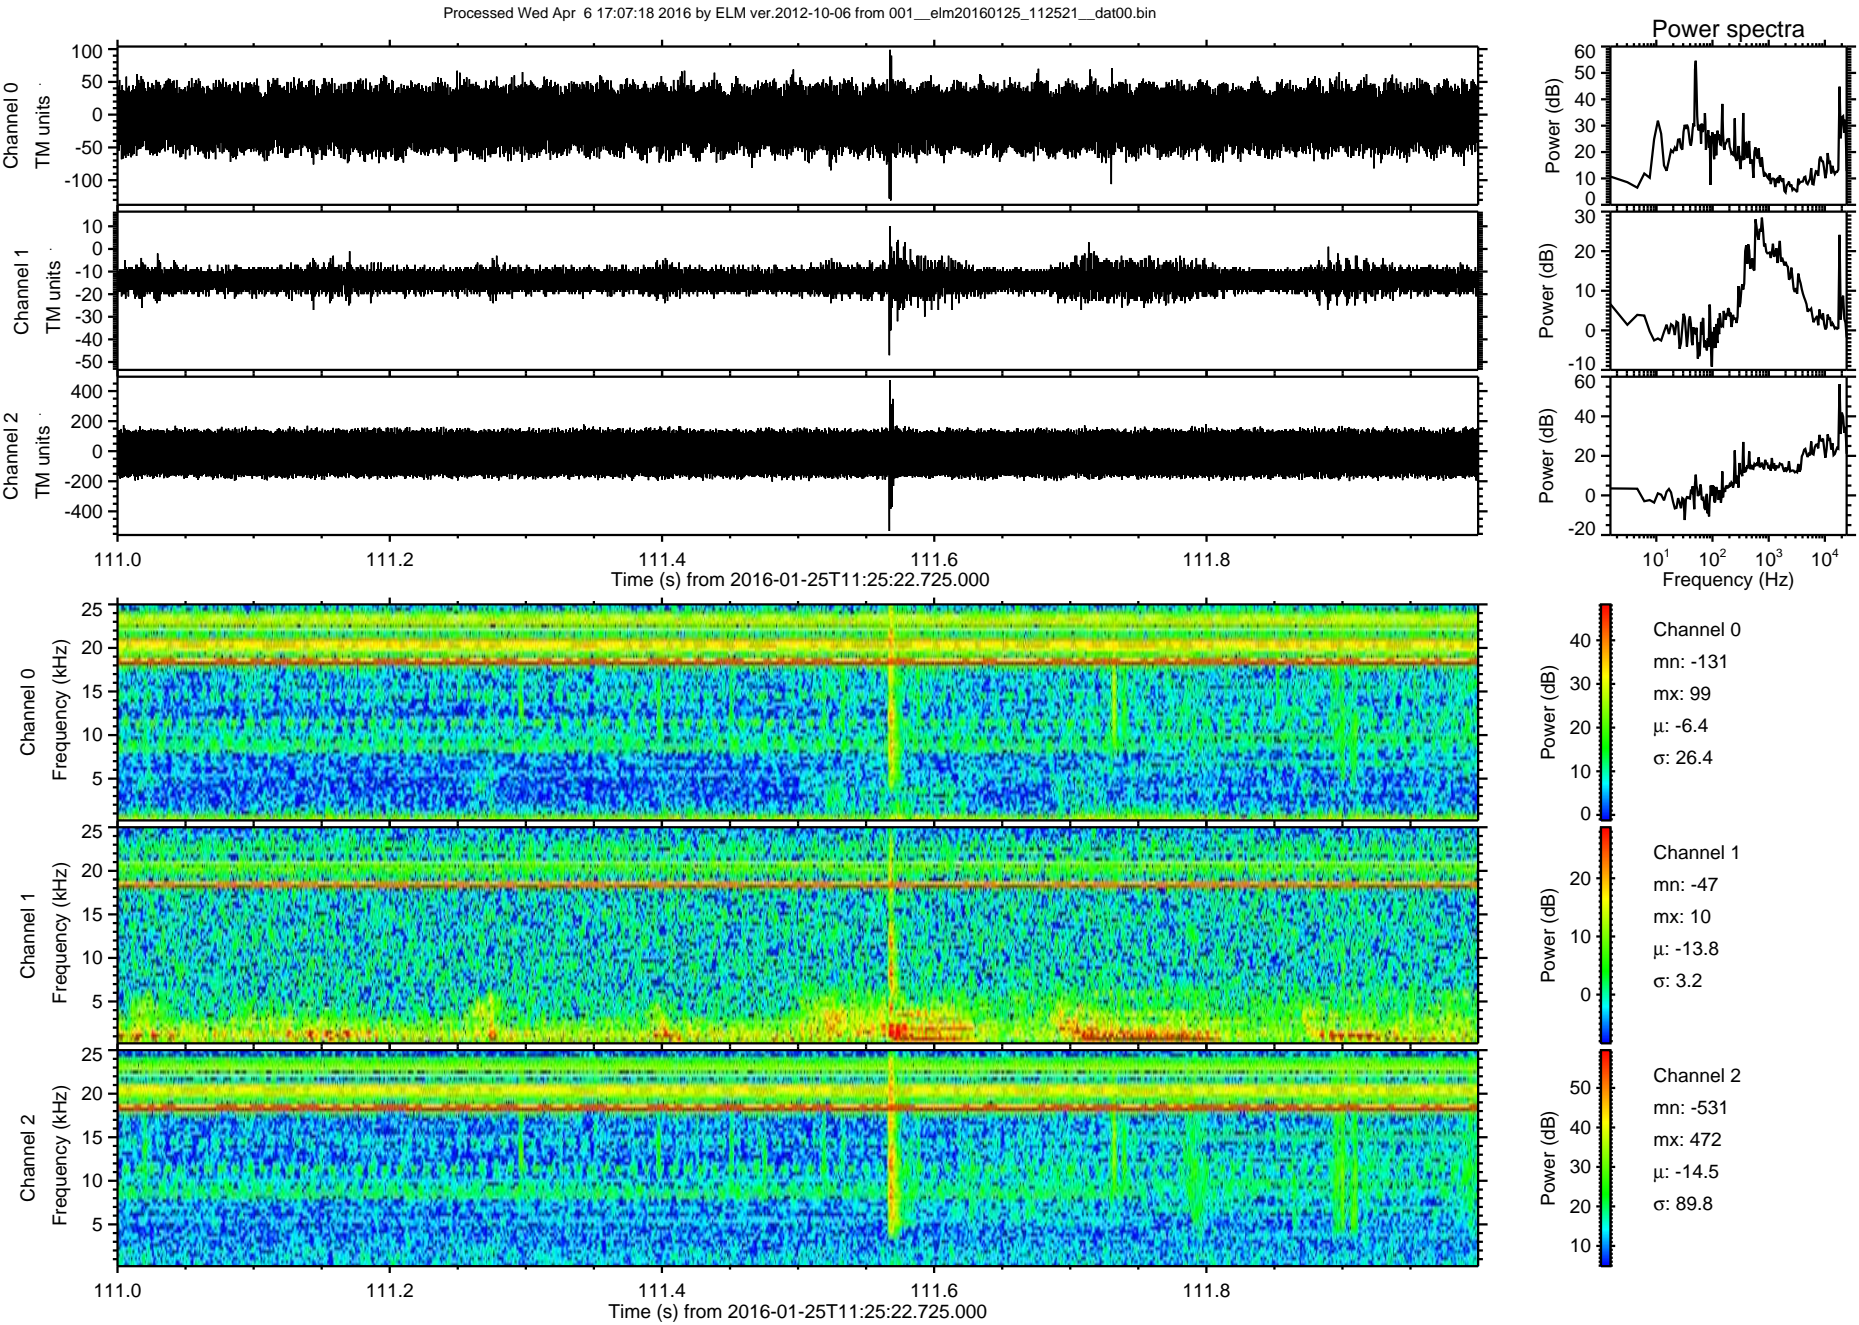 Processed Wed Apr  6 17:07:18 2016 by ELM ver.2012-10-06 from 001__elm20160125_112521__dat00.bin
Power spectra
Channel 0
TM units
100
50
0
-50
-100
Power (dB)
60
50
40
30
20
10
0
Channel 1
TM units
10
0
-10
-20
-30
-40
-50
Power (dB)
30
20
10
0
-10
Channel 2
TM units
400
200
0
-200
-400
Power (dB)
60
40
20
0
-20
111.0 111.2 111.4 111.6 111.8
Time (s) from 2016-01-25T11:25:22.725.000
10¹ 10² 10³ 10⁴
Frequency (Hz)
Channel 0
Frequency (kHz)
25
20
15
10
5
Power (dB)
40
30
20
10
0
Channel 0
mn: -131
mx: 99
μ: -6.4
σ: 26.4
Channel 1
Frequency (kHz)
25
20
15
10
5
Power (dB)
20
10
0
Channel 1
mn: -47
mx: 10
μ: -13.8
σ: 3.2
Channel 2
Frequency (kHz)
25
20
15
10
5
Power (dB)
50
40
30
20
10
Channel 2
mn: -531
mx: 472
μ: -14.5
σ: 89.8
111.0 111.2 111.4 111.6 111.8
Time (s) from 2016-01-25T11:25:22.725.000